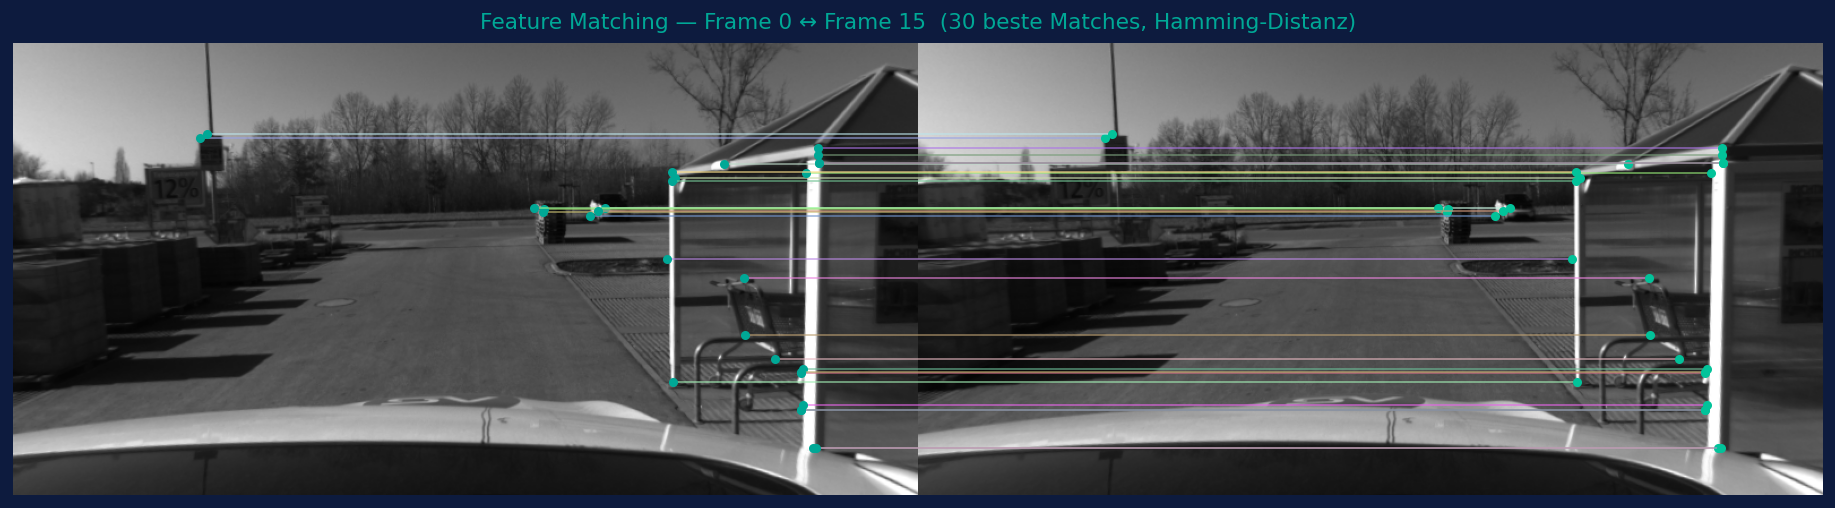 Feature Matching — Frame 0 ↔ Frame 15  (30 beste Matches, Hamming-Distanz)
12%
12%